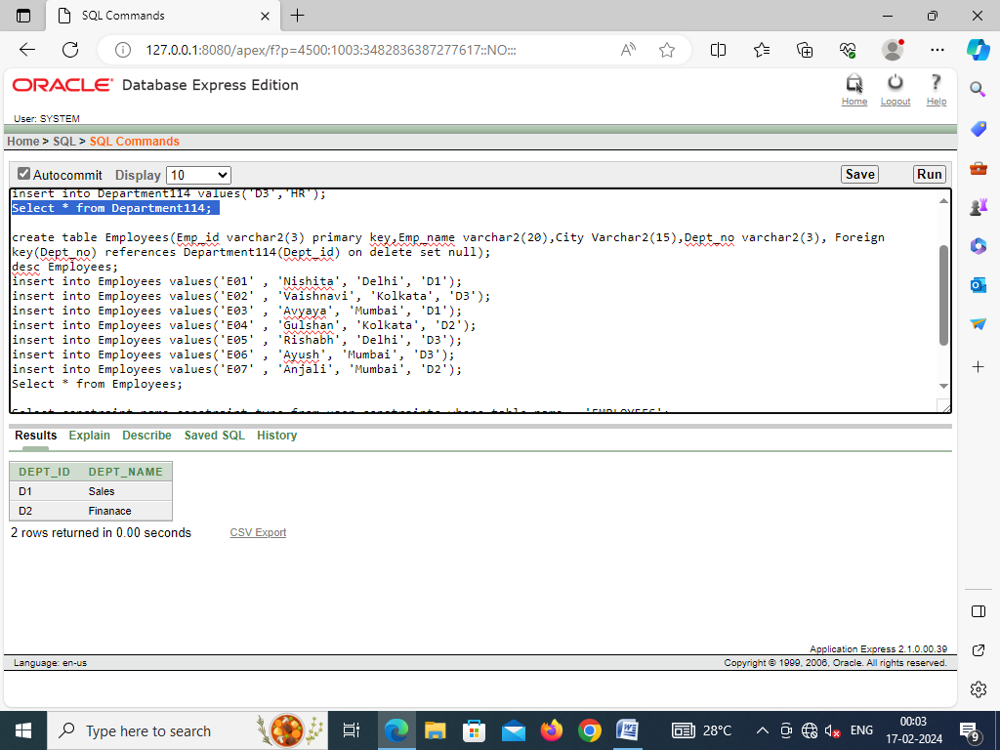 SQL Commands
127.0.0.1:8080/apex/f?p=4500:1003:3482836387277617::NO:::
ORACLE® Database Express Edition
Home Logout Help
User: SYSTEM
Home > SQL > SQL Commands
Autocommit Display 10 Save Run
insert into Department114 values('D3','HR');
Select * from Department114;
create table Employees(Emp_id varchar2(3) primary key,Emp_name varchar2(20),City Varchar2(15),Dept_no varchar2(3), Foreign
key(Dept_no) references Department114(Dept_id) on delete set null);
desc Employees;
insert into Employees values('E01' , 'Nishita', 'Delhi', 'D1');
insert into Employees values('E02' , 'Vaishnavi', 'Kolkata', 'D3');
insert into Employees values('E03' , 'Avyaya', 'Mumbai', 'D1');
insert into Employees values('E04' , 'Gulshan', 'Kolkata', 'D2');
insert into Employees values('E05' , 'Rishabh', 'Delhi', 'D3');
insert into Employees values('E06' , 'Ayush', 'Mumbai', 'D3');
insert into Employees values('E07' , 'Anjali', 'Mumbai', 'D2');
Select * from Employees;
Results Explain Describe Saved SQL History
DEPT_ID DEPT_NAME
D1 Sales
D2 Finanace
2 rows returned in 0.00 seconds CSV Export
Application Express 2.1.0.00.39
Language: en-us Copyright © 1999, 2006, Oracle. All rights reserved.
Type here to search 28°C ENG 00:03
17-02-2024 9